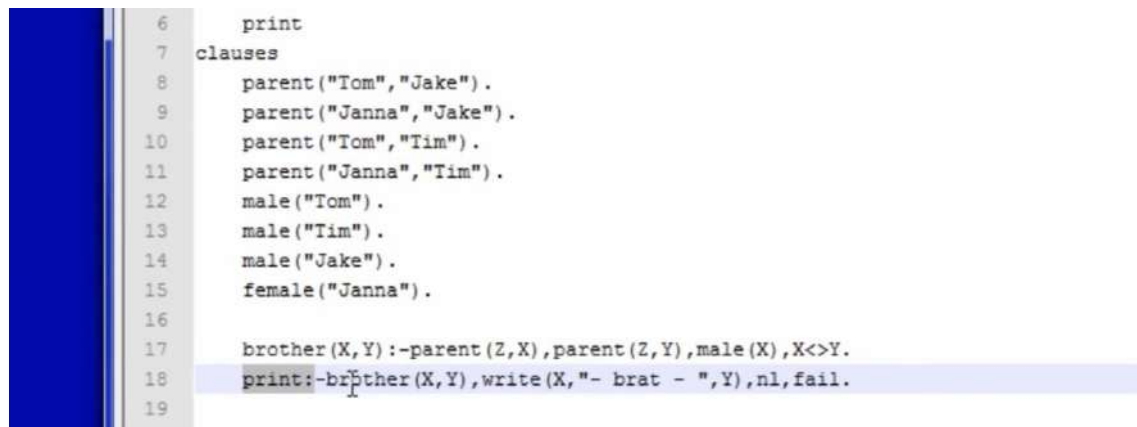 6 print
7 clauses
8 parent("Tom","Jake").
9 parent("Janna","Jake").
10 parent("Tom","Tim").
11 parent("Janna","Tim").
12 male("Tom").
13 male("Tim").
14 male("Jake").
15 female("Janna").
16
17 brother(X,Y):-parent(Z,X),parent(Z,Y),male(X),X<>Y.
18 print:-brother(X,Y),write(X,"- brat - ",Y),nl,fail.
19